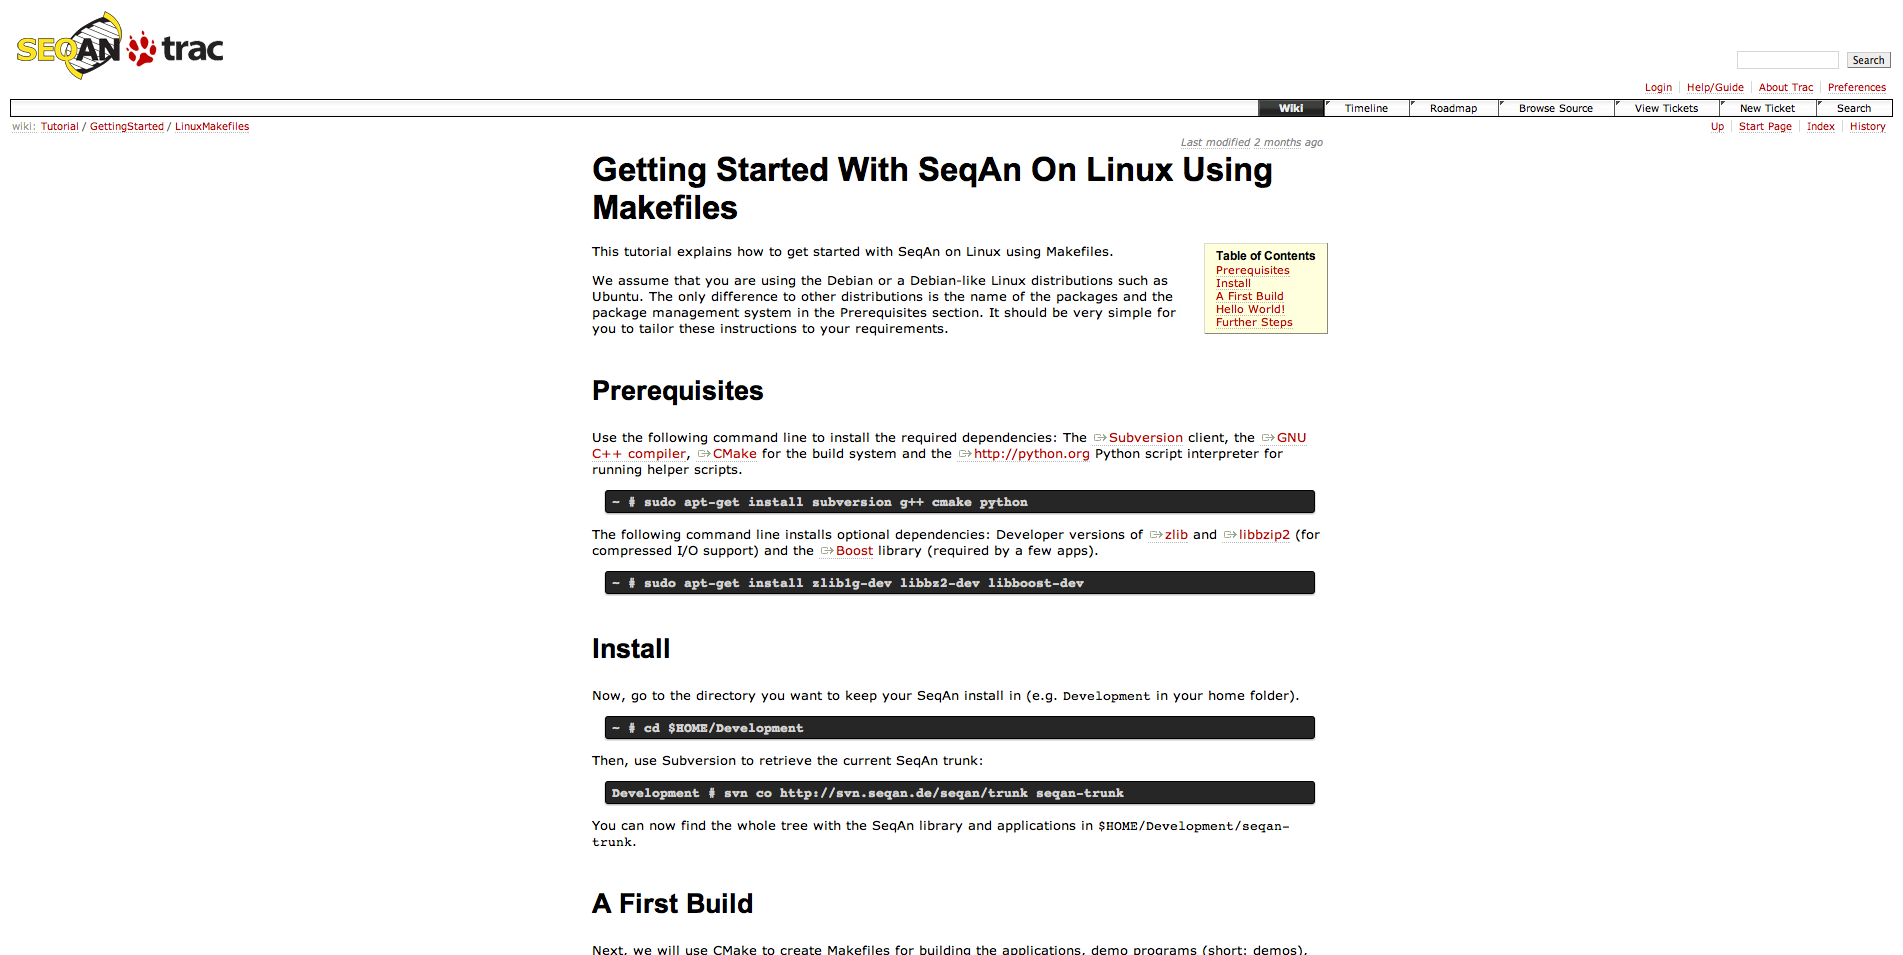 SEQAN trac
Search
Login Help/Guide About Trac Preferences
Wiki Timeline Roadmap Browse Source View Tickets New Ticket Search
wiki: Tutorial / GettingStarted / LinuxMakefiles
Up Start Page Index History
Last modified 2 months ago
Getting Started With SeqAn On Linux Using
Makefiles
This tutorial explains how to get started with SeqAn on Linux using Makefiles.
We assume that you are using the Debian or a Debian-like Linux distributions such as
Ubuntu. The only difference to other distributions is the name of the packages and the
package management system in the Prerequisites section. It should be very simple for
you to tailor these instructions to your requirements.
Table of Contents
Prerequisites
Install
A First Build
Hello World!
Further Steps
Prerequisites
Use the following command line to install the required dependencies: The Subversion client, the GNU
C++ compiler, CMake for the build system and the http://python.org Python script interpreter for
running helper scripts.
~ # sudo apt-get install subversion g++ cmake python
The following command line installs optional dependencies: Developer versions of zlib and libbzip2 (for
compressed I/O support) and the Boost library (required by a few apps).
~ # sudo apt-get install zlib1g-dev libbz2-dev libboost-dev
Install
Now, go to the directory you want to keep your SeqAn install in (e.g. Development in your home folder).
~ # cd $HOME/Development
Then, use Subversion to retrieve the current SeqAn trunk:
Development # svn co http://svn.seqan.de/seqan/trunk seqan-trunk
You can now find the whole tree with the SeqAn library and applications in $HOME/Development/seqan-
trunk.
A First Build
Next, we will use CMake to create Makefiles for building the applications, demo programs (short: demos),